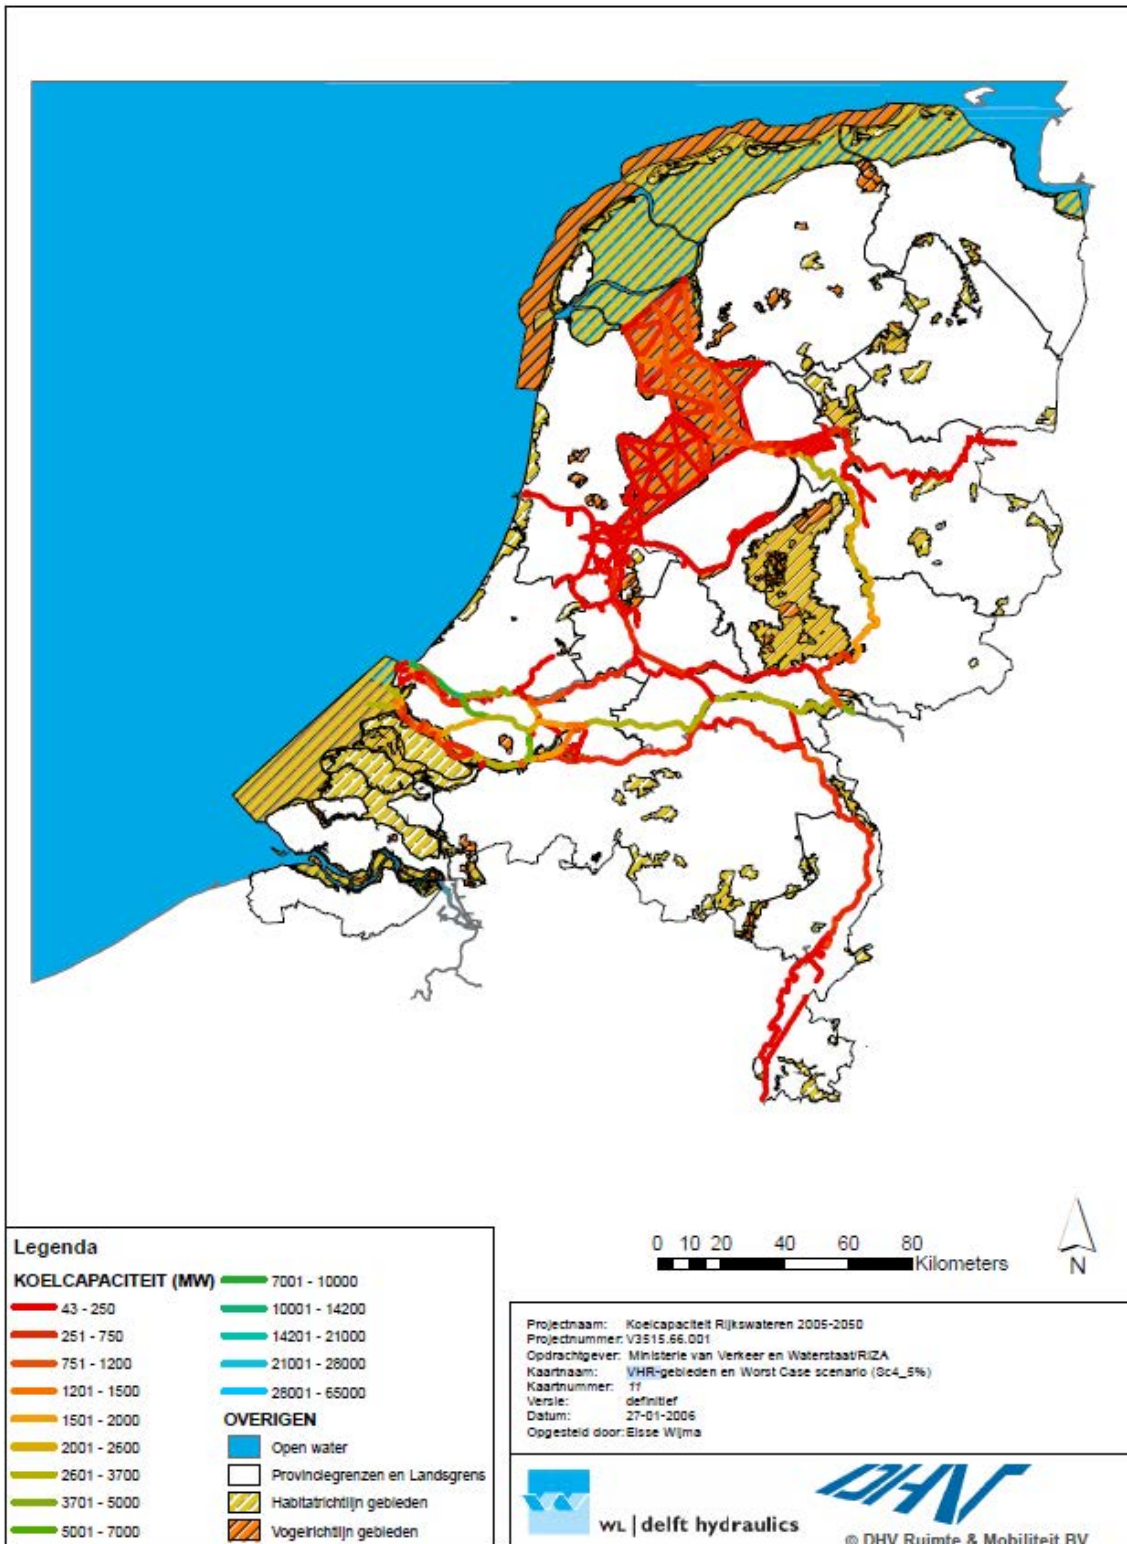 0 10 20 40 60 80
Kilometers
N
Legenda
KOELCAPACITEIT (MW)
43 - 250
251 - 750
751 - 1200
1201 - 1500
1501 - 2000
2001 - 2600
2601 - 3700
3701 - 5000
5001 - 7000
7001 - 10000
10001 - 14200
14201 - 21000
21001 - 28000
28001 - 65000
OVERIGEN
Open water
Provinciegrenzen en Landsgrens
Habitatrichtlijn gebieden
Vogelrichtlijn gebieden
Projectnaam: Koelcapaciteit Rijkswateren 2005-2050
Projectnummer: V3515.66.001
Opdrachtgever: Ministerie van Verkeer en Waterstaat/RIZA
Kaartnaam: VHR-gebieden en Worst Case scenario (Sc4_5%)
Kaartnummer: 11
Versie: definitief
Datum: 27-01-2006
Opgesteld door: Elsse Wijma
WL | delft hydraulics
DHV
© DHV Ruimte & Mobiliteit BV